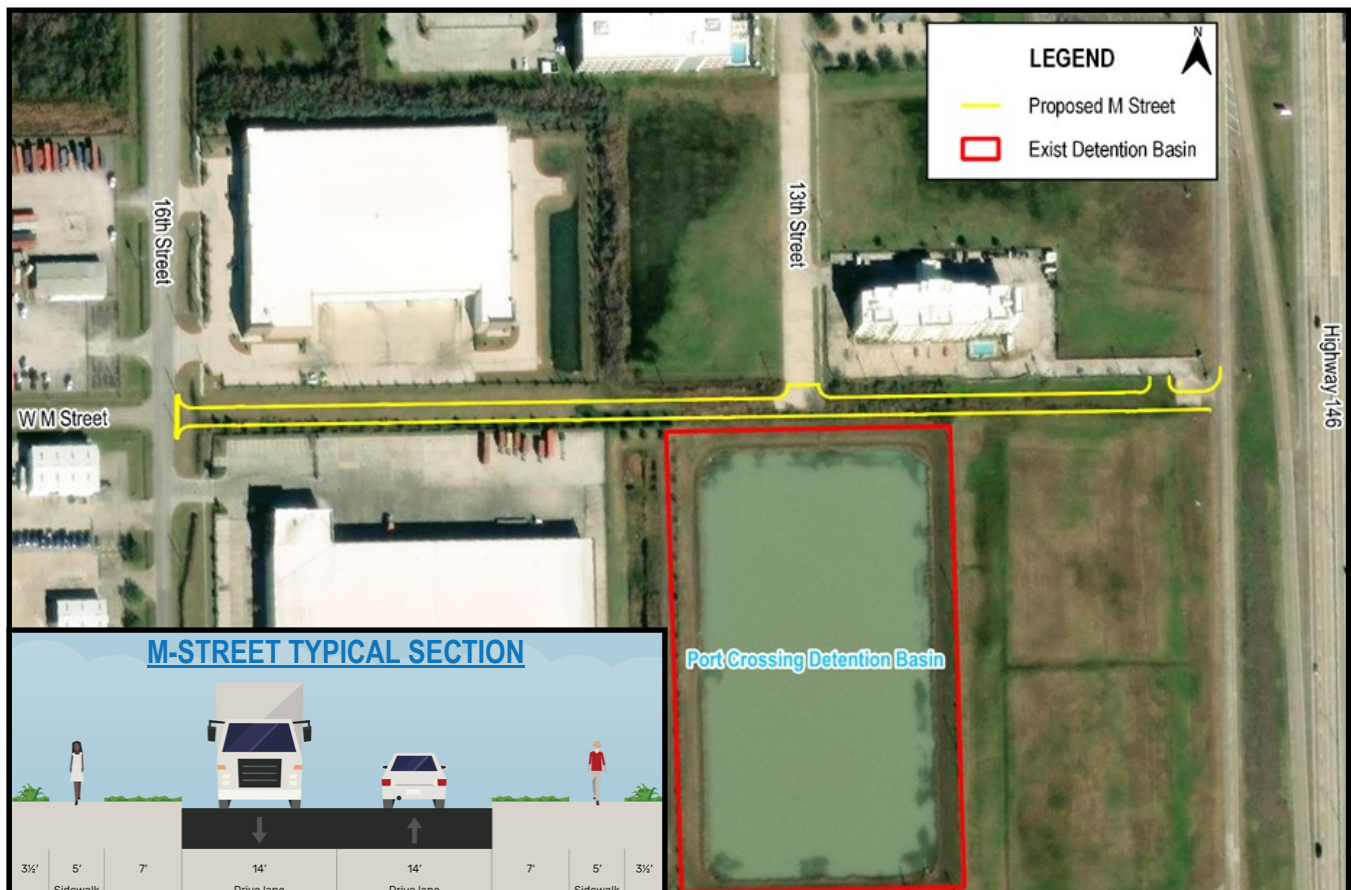 N
LEGEND
Proposed M Street
Exist Detention Basin
16th Street
13th Street
Highway 146
W M Street
Port Crossing Detention Basin
M-STREET TYPICAL SECTION
3½' 5' 7' 14' 14' 7' 5' 3½'
Sidewalk Drive lane Drive lane Sidewalk